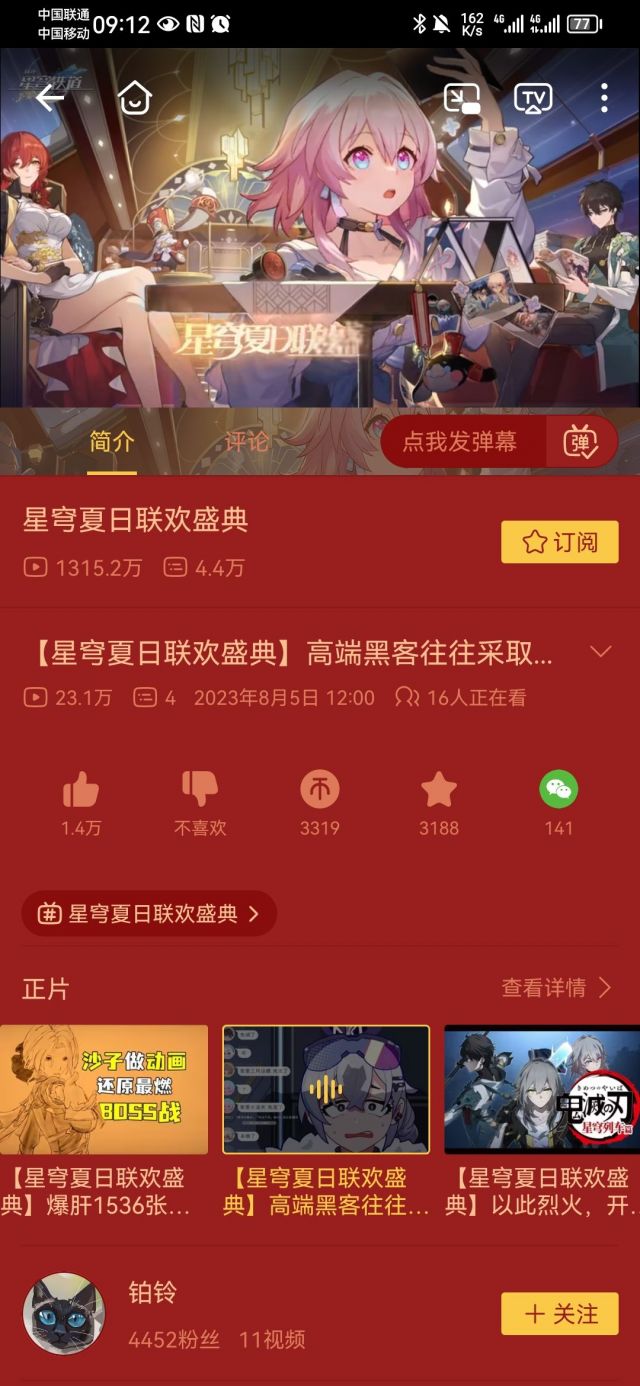 中国联通
中国移动
09:12
162 K/s
4G
4G
77
星穹铁道
TV
星穹夏日联欢盛典
简介
评论
点我发弹幕
弹
星穹夏日联欢盛典
订阅
1315.2万
4.4万
【星穹夏日联欢盛典】高端黑客往往采取...
23.1万
4
2023年8月5日 12:00
16人正在看
1.4万
不喜欢
3319
3188
141
星穹夏日联欢盛典
正片
查看详情
沙子做动画
还原最燃
BOSS战
鬼滅の刃
星穹列车篇
【星穹夏日联欢盛
典】爆肝1536张...
【星穹夏日联欢盛
典】高端黑客往往...
【星穹夏日联欢盛
典】以此烈火，开...
铂铃
4452粉丝
11视频
+ 关注